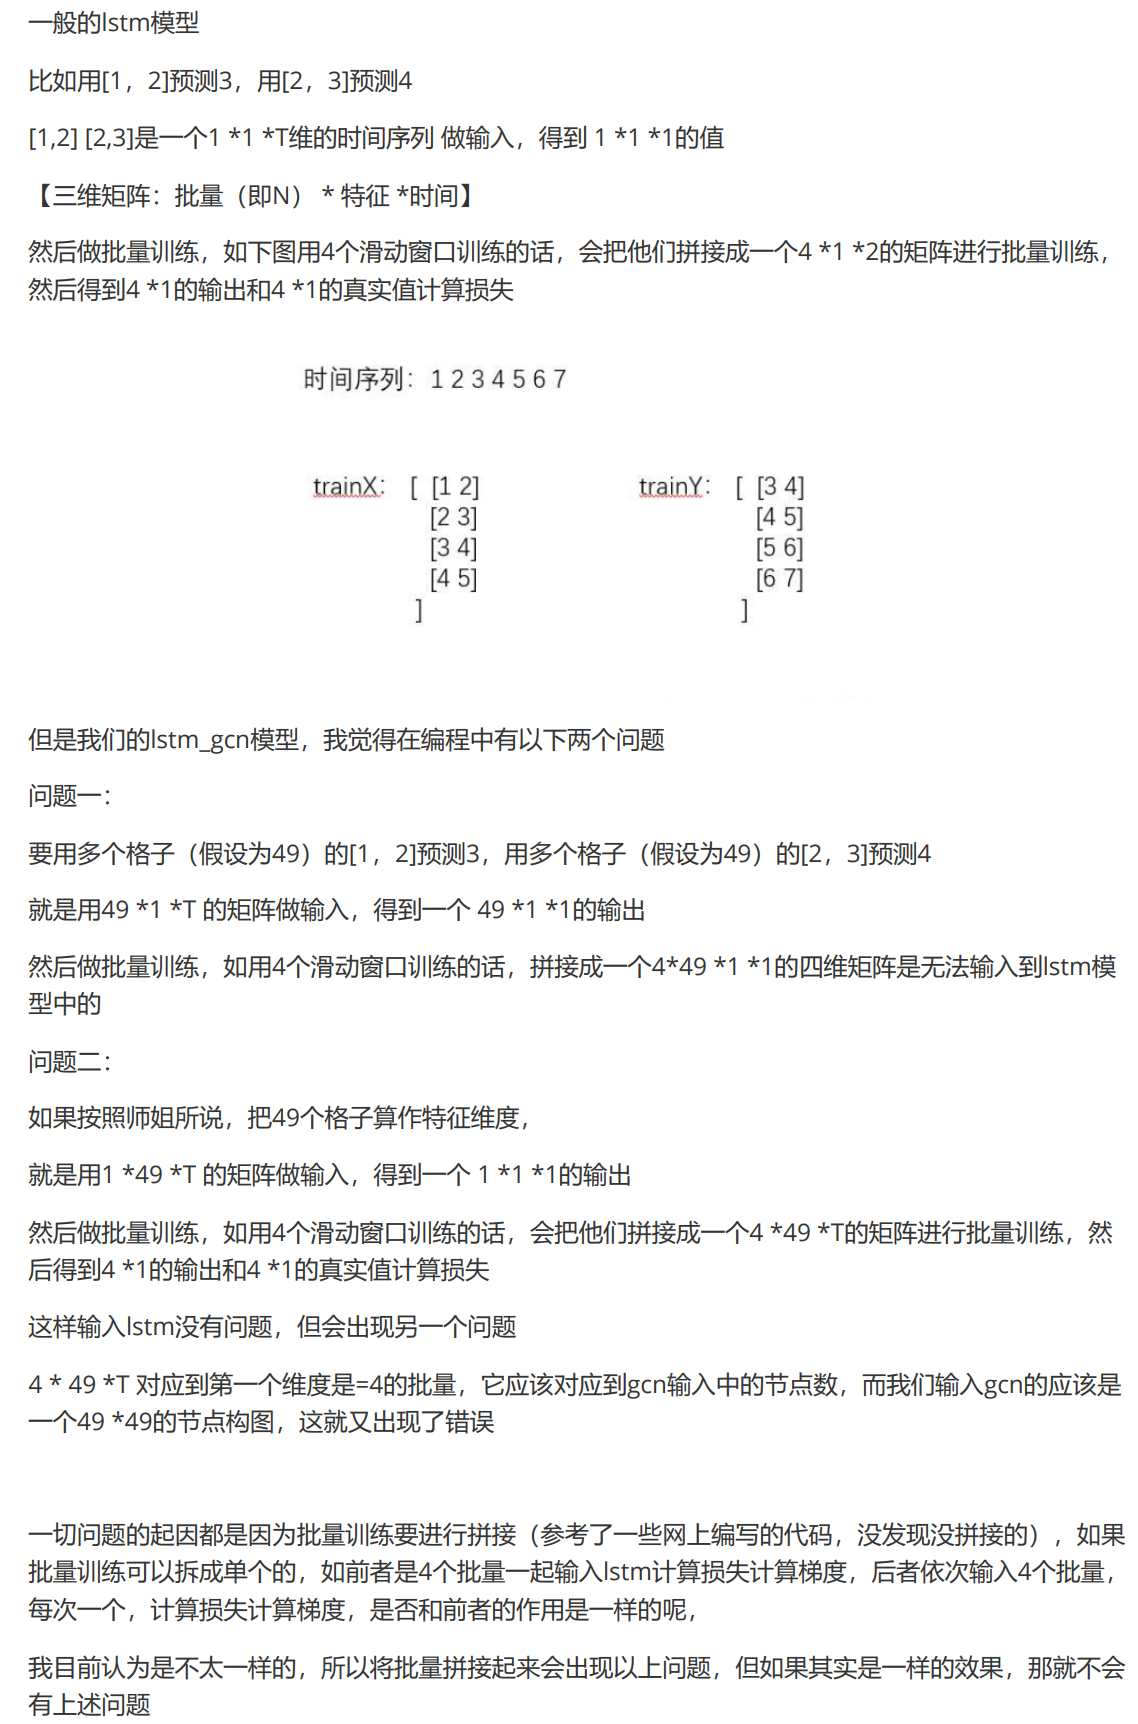 一般的lstm模型
比如用[1，2]预测3，用[2，3]预测4
[1,2] [2,3]是一个1 *1 *T维的时间序列 做输入，得到 1 *1 *1的值
【三维矩阵：批量（即N） * 特征 *时间】
然后做批量训练，如下图用4个滑动窗口训练的话，会把他们拼接成一个4 *1 *2的矩阵进行批量训练，
然后得到4 *1的输出和4 *1的真实值计算损失
时间序列：1 2 3 4 5 6 7
trainX： [ [1 2]
[2 3]
[3 4]
[4 5]
]
trainY： [ [3 4]
[4 5]
[5 6]
[6 7]
]
但是我们的lstm_gcn模型，我觉得在编程中有以下两个问题
问题一：
要用多个格子（假设为49）的[1，2]预测3，用多个格子（假设为49）的[2，3]预测4
就是用49 *1 *T 的矩阵做输入，得到一个 49 *1 *1的输出
然后做批量训练，如用4个滑动窗口训练的话，拼接成一个4*49 *1 *1的四维矩阵是无法输入到lstm模
型中的
问题二：
如果按照师姐所说，把49个格子算作特征维度，
就是用1 *49 *T 的矩阵做输入，得到一个 1 *1 *1的输出
然后做批量训练，如用4个滑动窗口训练的话，会把他们拼接成一个4 *49 *T的矩阵进行批量训练，然
后得到4 *1的输出和4 *1的真实值计算损失
这样输入lstm没有问题，但会出现另一个问题
4 * 49 *T 对应到第一个维度是=4的批量，它应该对应到gcn输入中的节点数，而我们输入gcn的应该是
一个49 *49的节点构图，这就又出现了错误
一切问题的起因都是因为批量训练要进行拼接（参考了一些网上编写的代码，没发现没拼接的），如果
批量训练可以拆成单个的，如前者是4个批量一起输入lstm计算损失计算梯度，后者依次输入4个批量，
每次一个，计算损失计算梯度，是否和前者的作用是一样的呢，
我目前认为是不太一样的，所以将批量拼接起来会出现以上问题，但如果其实是一样的效果，那就不会
有上述问题